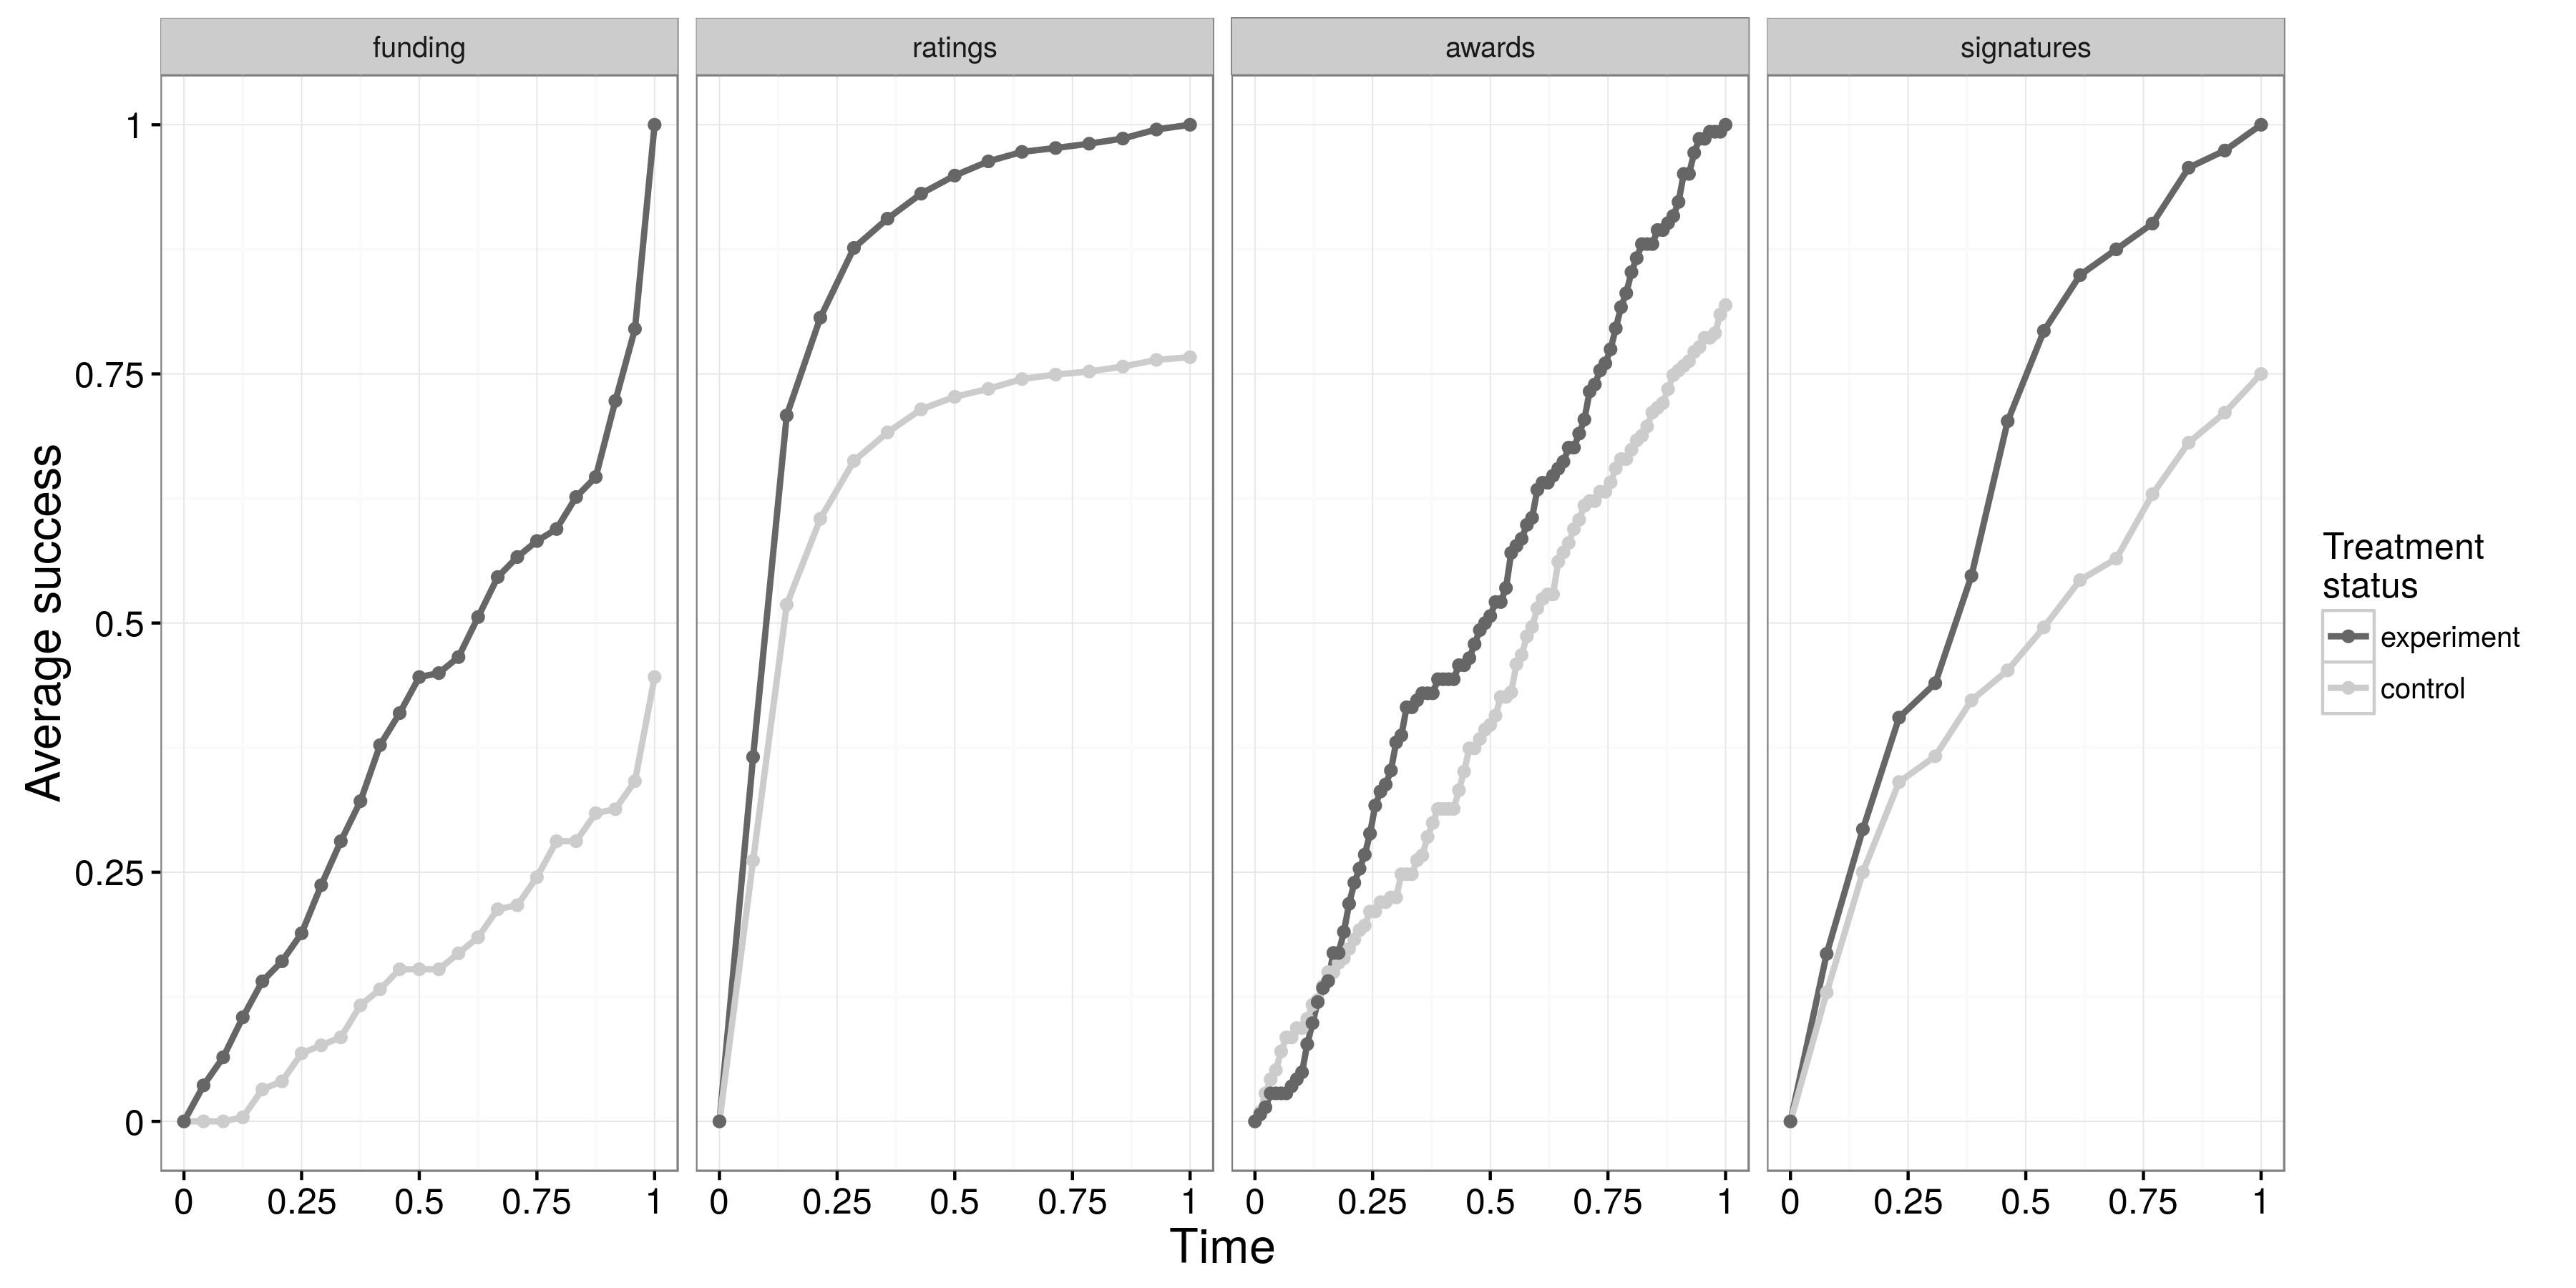 funding ratings awards signatures
1
0.75
0.5
0.25
0
Average success
0 0.25 0.5 0.75 1 0 0.25 0.5 0.75 1 0 0.25 0.5 0.75 1 0 0.25 0.5 0.75 1
Time
Treatment
status
experiment
control